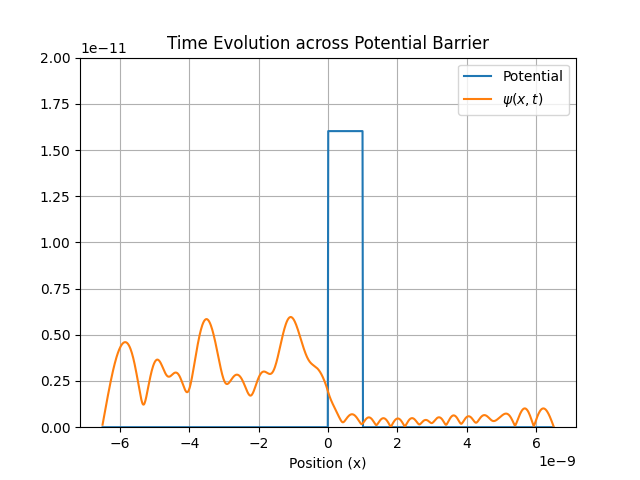 Time Evolution across Potential Barrier
1e−11
2.00
1.75
1.50
1.25
1.00
0.75
0.50
0.25
0.00
Potential
ψ(x, t)
−6
−4
−2
0
2
4
6
1e−9
Position (x)